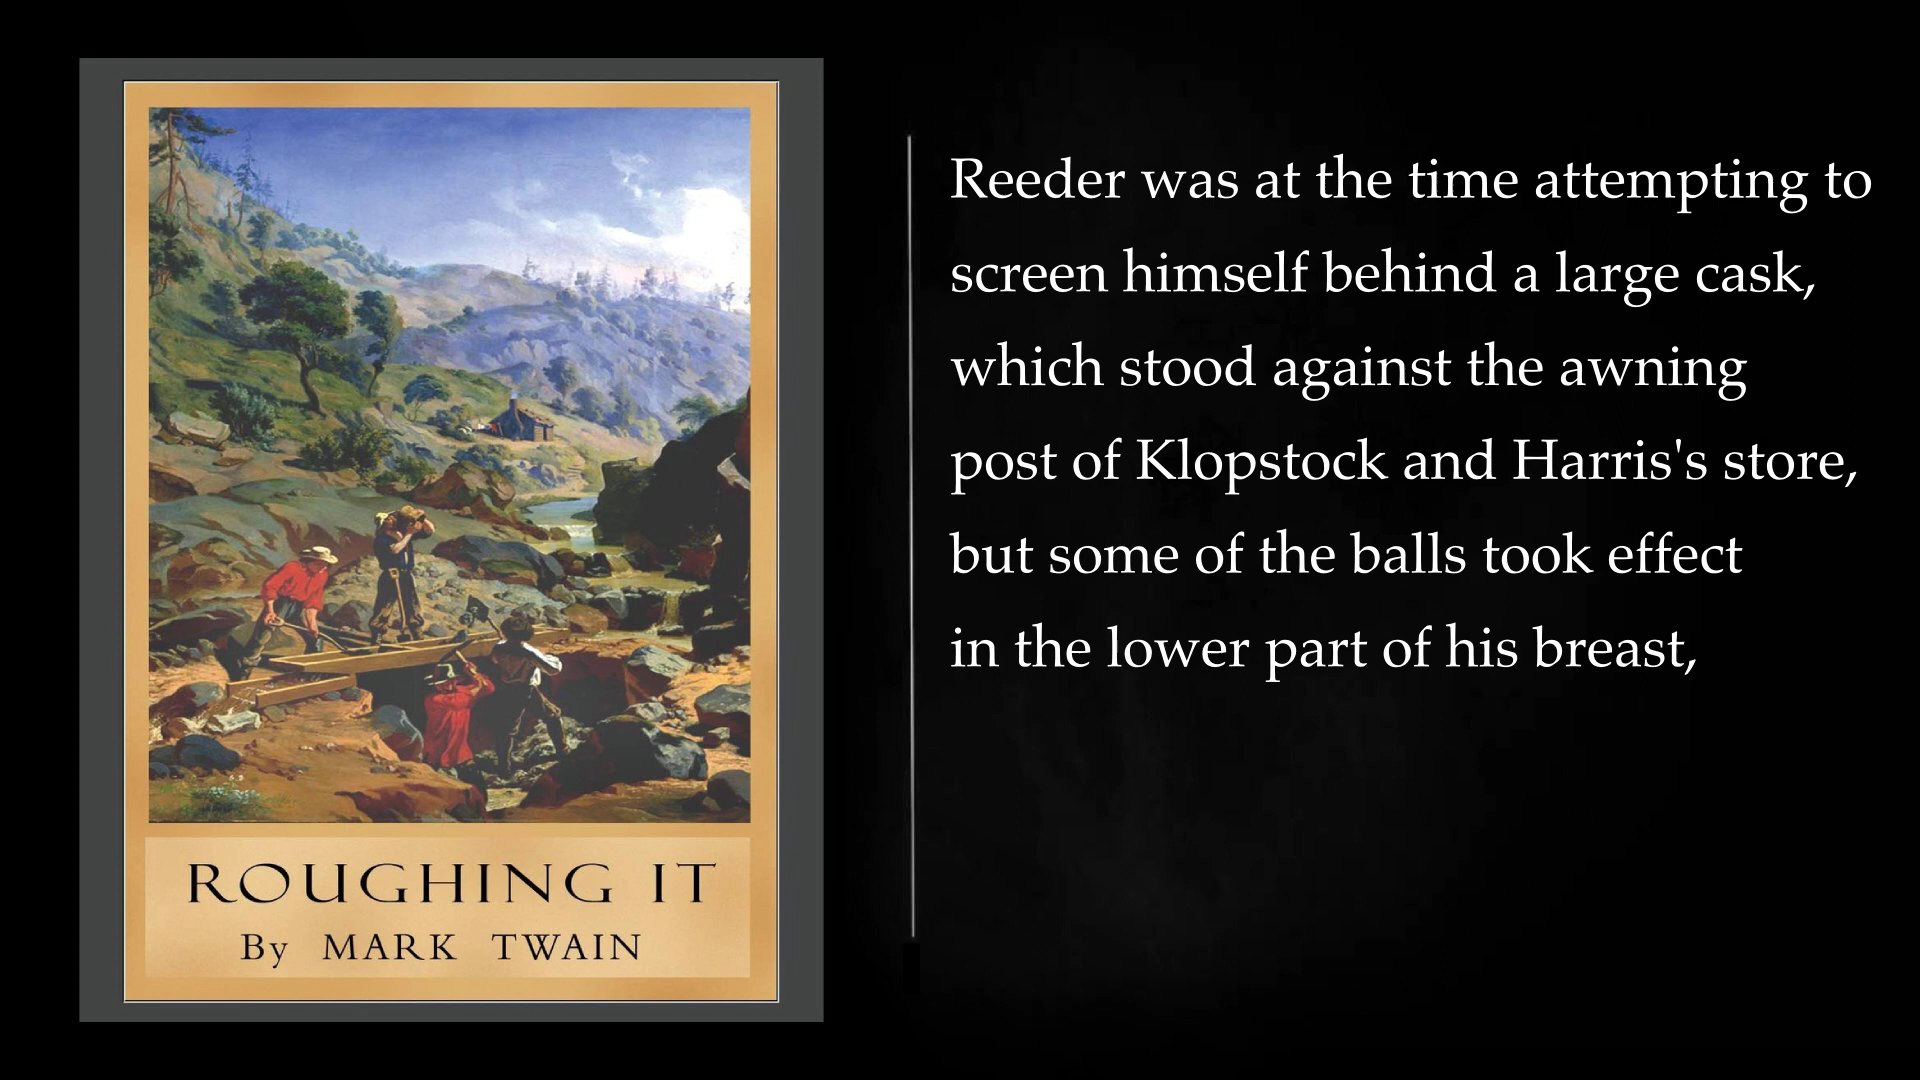 ROUGHING IT
By MARK TWAIN
Reeder was at the time attempting to
screen himself behind a large cask,
which stood against the awning
post of Klopstock and Harris's store,
but some of the balls took effect
in the lower part of his breast,